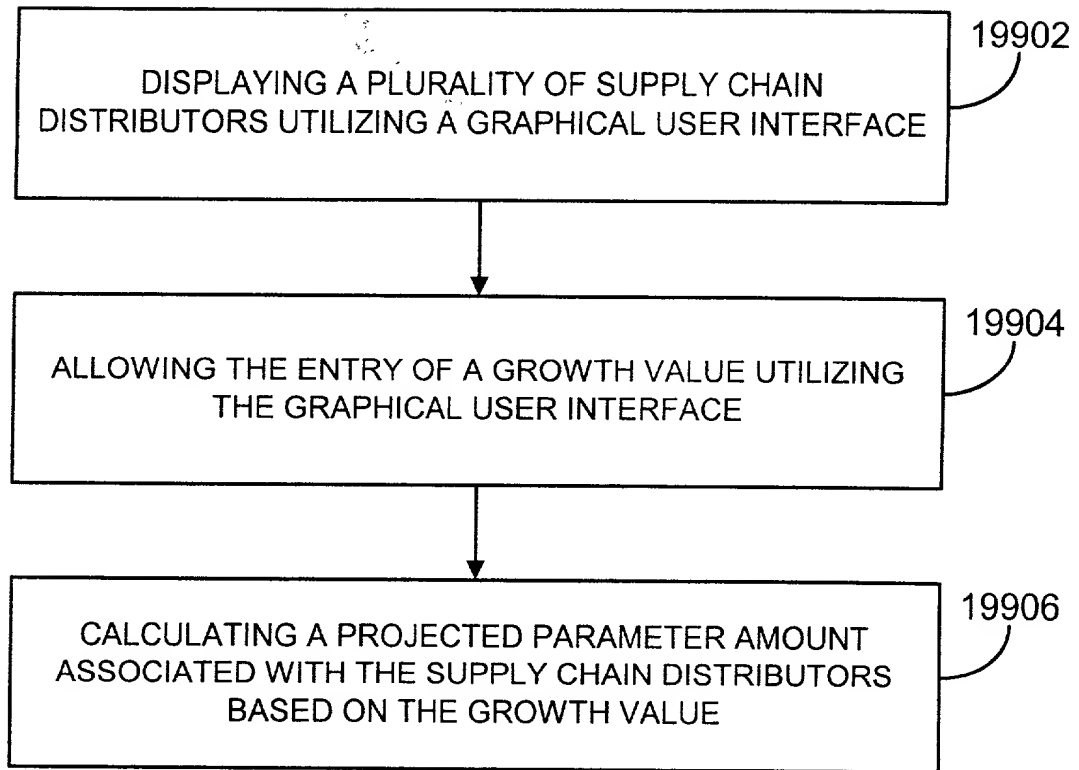 19902
DISPLAYING A PLURALITY OF SUPPLY CHAIN
DISTRIBUTORS UTILIZING A GRAPHICAL USER INTERFACE
19904
ALLOWING THE ENTRY OF A GROWTH VALUE UTILIZING
THE GRAPHICAL USER INTERFACE
19906
CALCULATING A PROJECTED PARAMETER AMOUNT
ASSOCIATED WITH THE SUPPLY CHAIN DISTRIBUTORS
BASED ON THE GROWTH VALUE